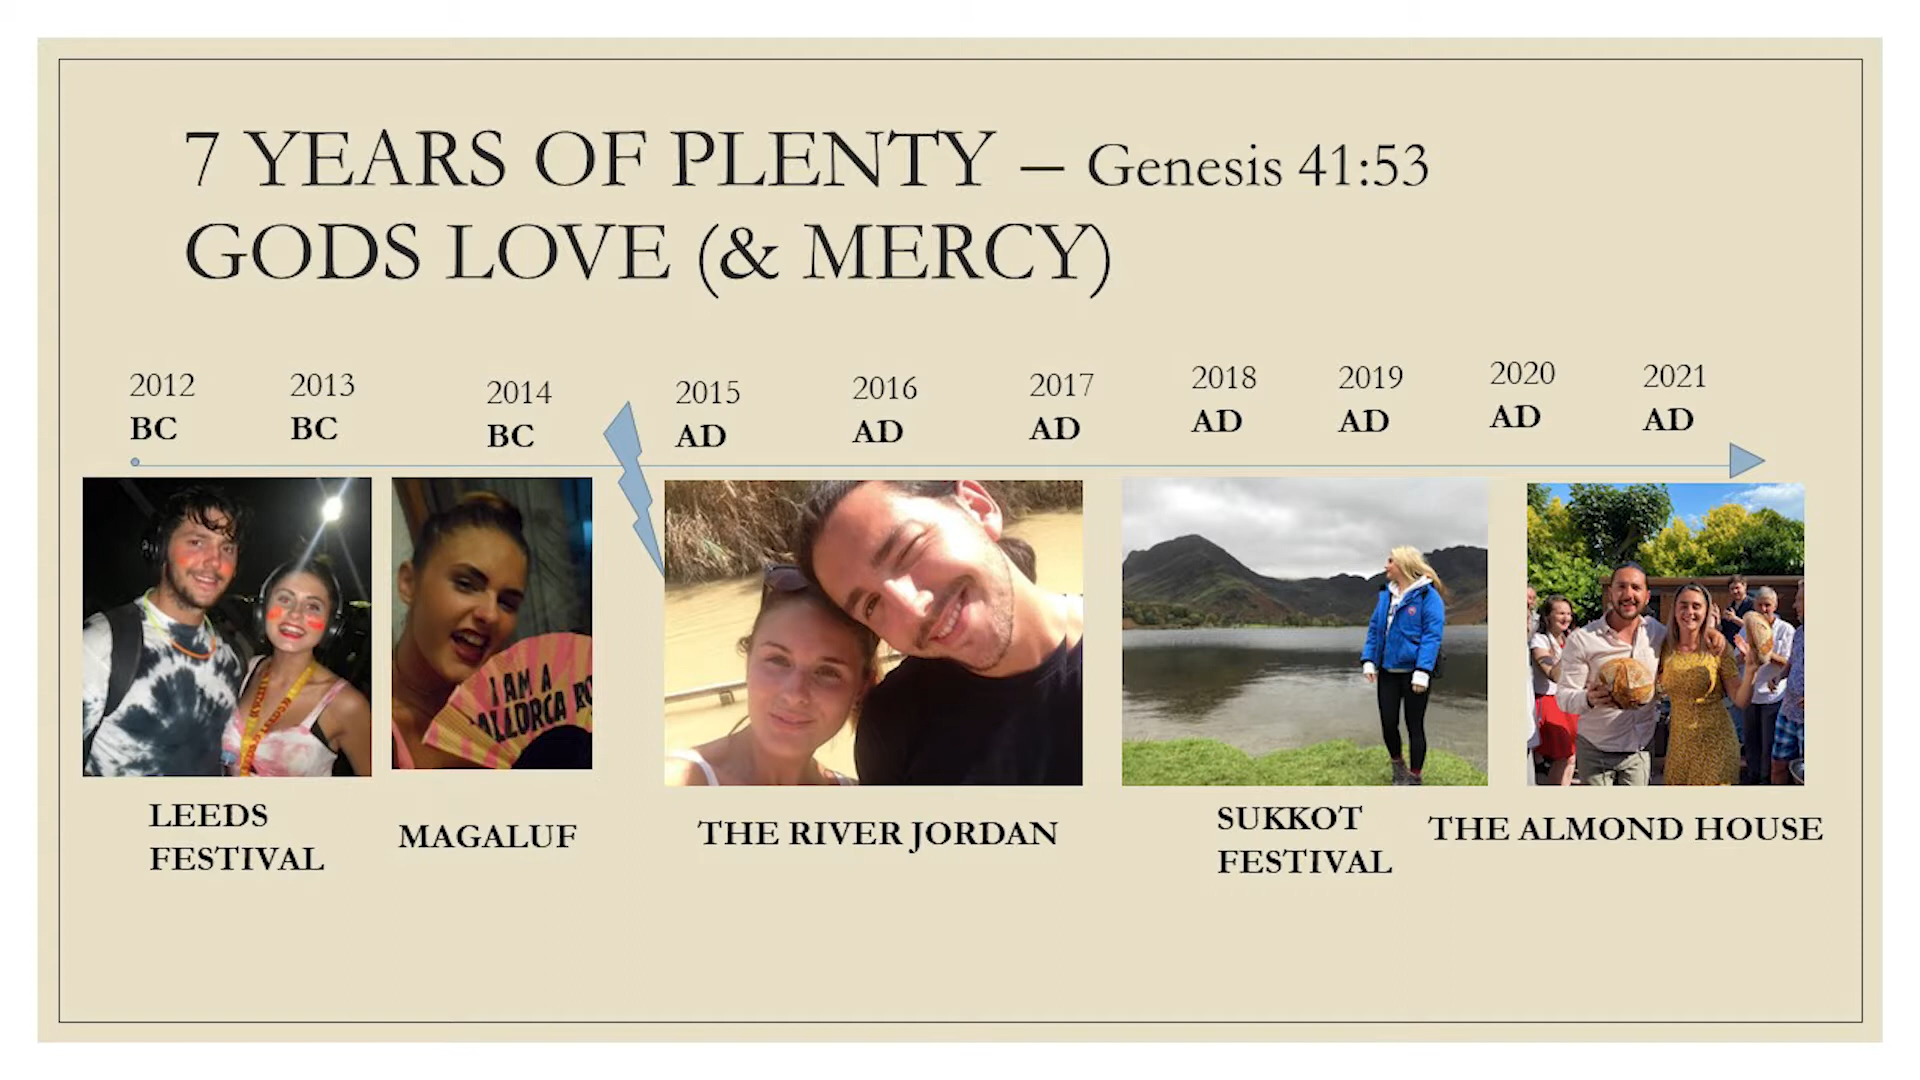 7 YEARS OF PLENTY – Genesis 41:53
GODS LOVE (& MERCY)
2012
BC
2013
BC
2014
BC
2015
AD
2016
AD
2017
AD
2018
AD
2019
AD
2020
AD
2021
AD
I AM A
LEEDS
FESTIVAL
MAGALUF
THE RIVER JORDAN
SUKKOT
FESTIVAL
THE ALMOND HOUSE